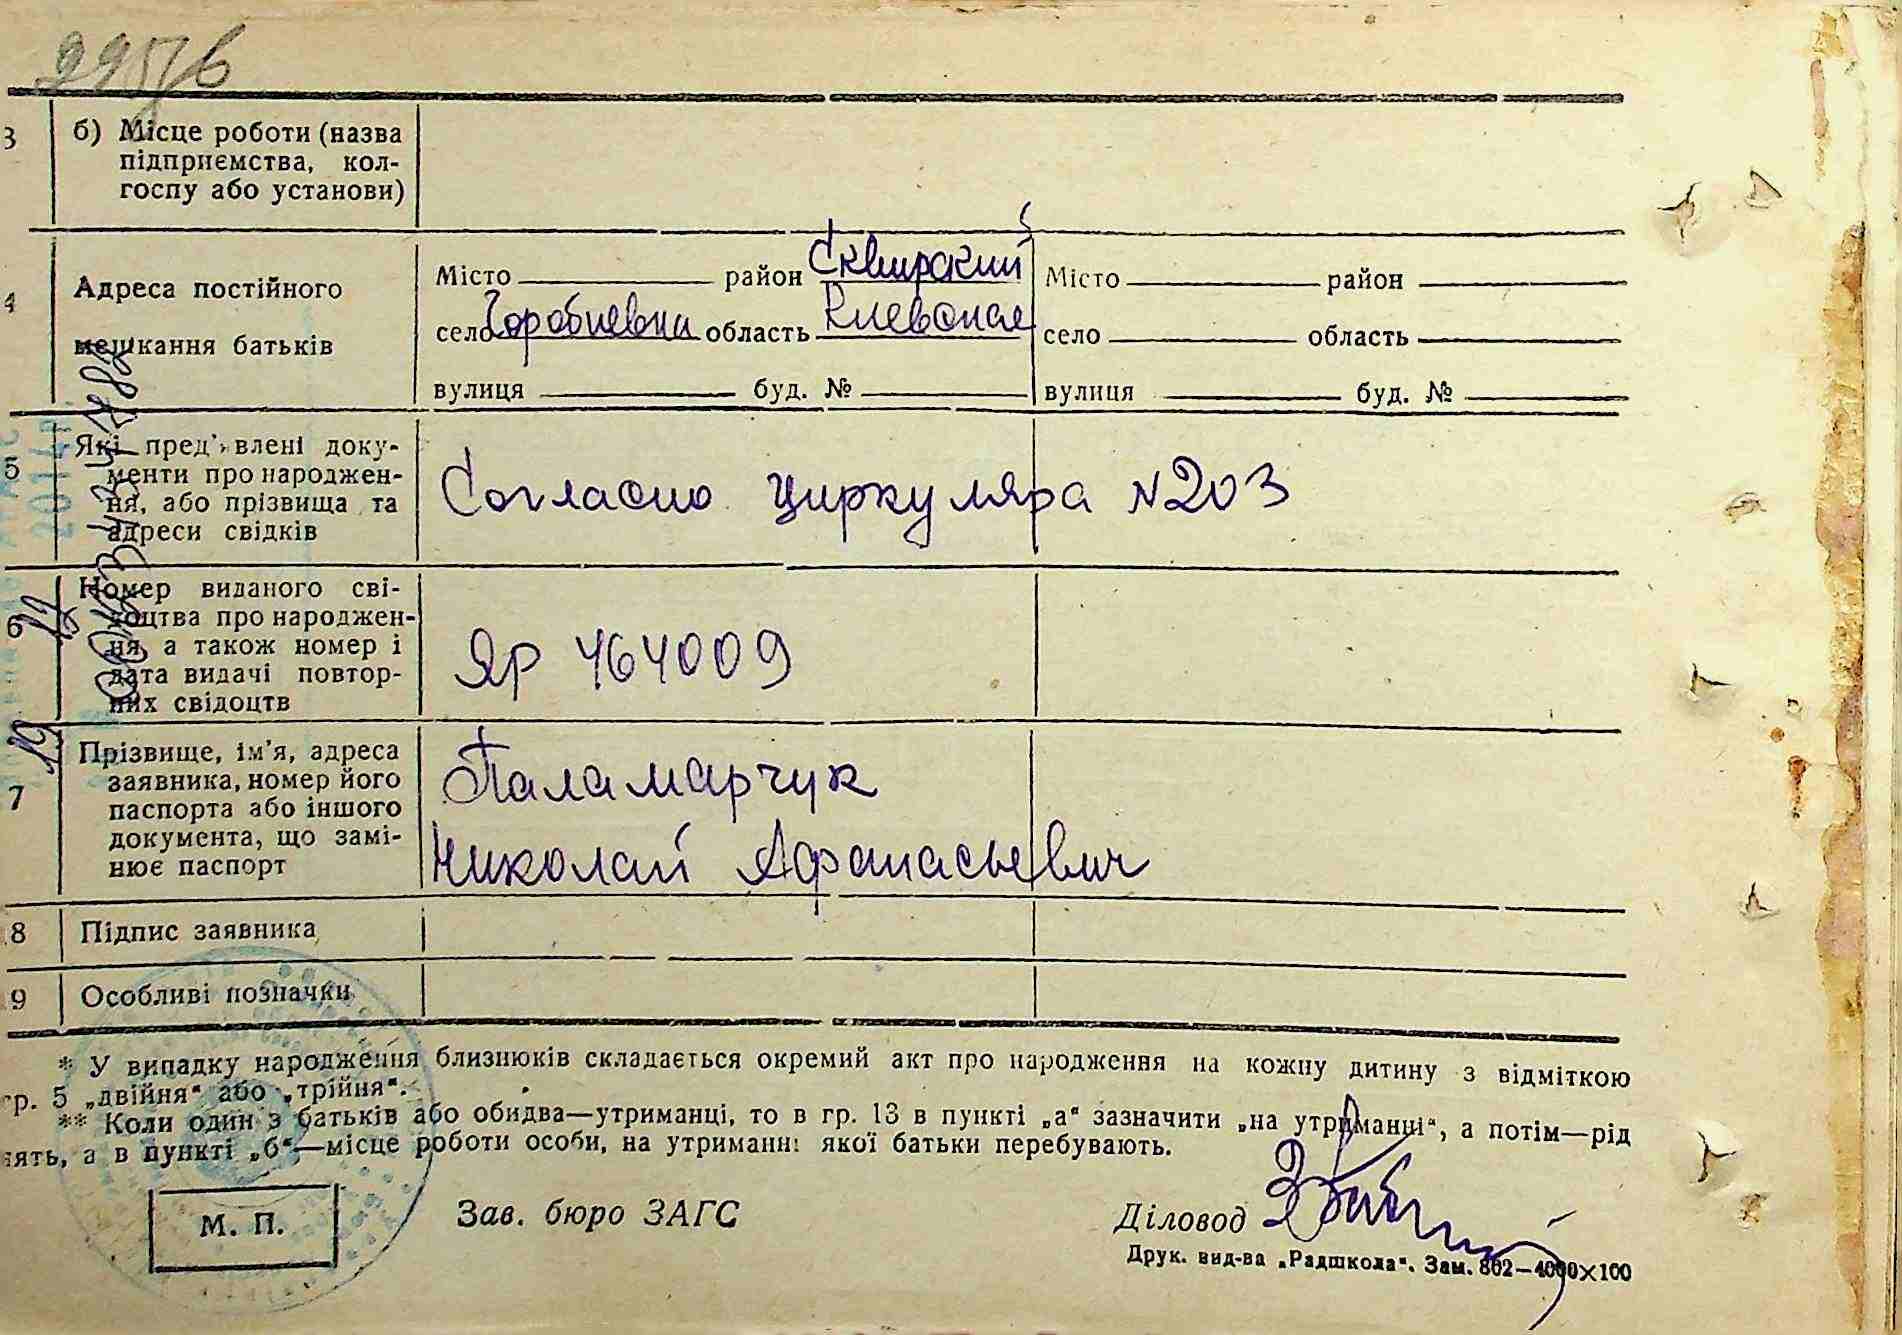 295/в
3 б) Місце роботи (назва
підприємства, кол-
госпу або установи)
4 Адреса постійного
мешкання батьків
Місто район Сквирский
село Горобиевка область Киевская
вулиця буд. №
Місто район
село область
вулиця буд. №
5 Які пред'явлені доку-
менти про народжен-
ня, або прізвища та
адреси свідків
Согласно циркуляра N203
6 Номер виданого сві-
доцтва про народжен-
ня, а також номер і
дата видачі повтор-
них свідоцтв
ЯР 464009
7 Прізвище, ім'я, адреса
заявника, номер його
паспорта або іншого
документа, що замі-
нює паспорт
Паламарчук
Николай Афанасьевич
8 Підпис заявника
9 Особливі позначки
* У випадку народження близнюків складається окремий акт про народження на кожну дитину з відміткою
гр. 5 „двійня“ або „трійня“.
** Коли один з батьків або обидва—утриманці, то в гр. 13 в пункті „а“ зазначити „на утриманні“, а потім—рід
нять, а в пункті „б“—місце роботи особи, на утриманні якої батьки перебувають.
М. П.
Зав. бюро ЗАГС
Діловод
Друк. вид-ва „Радшкола“. Зам. 802—4000×100